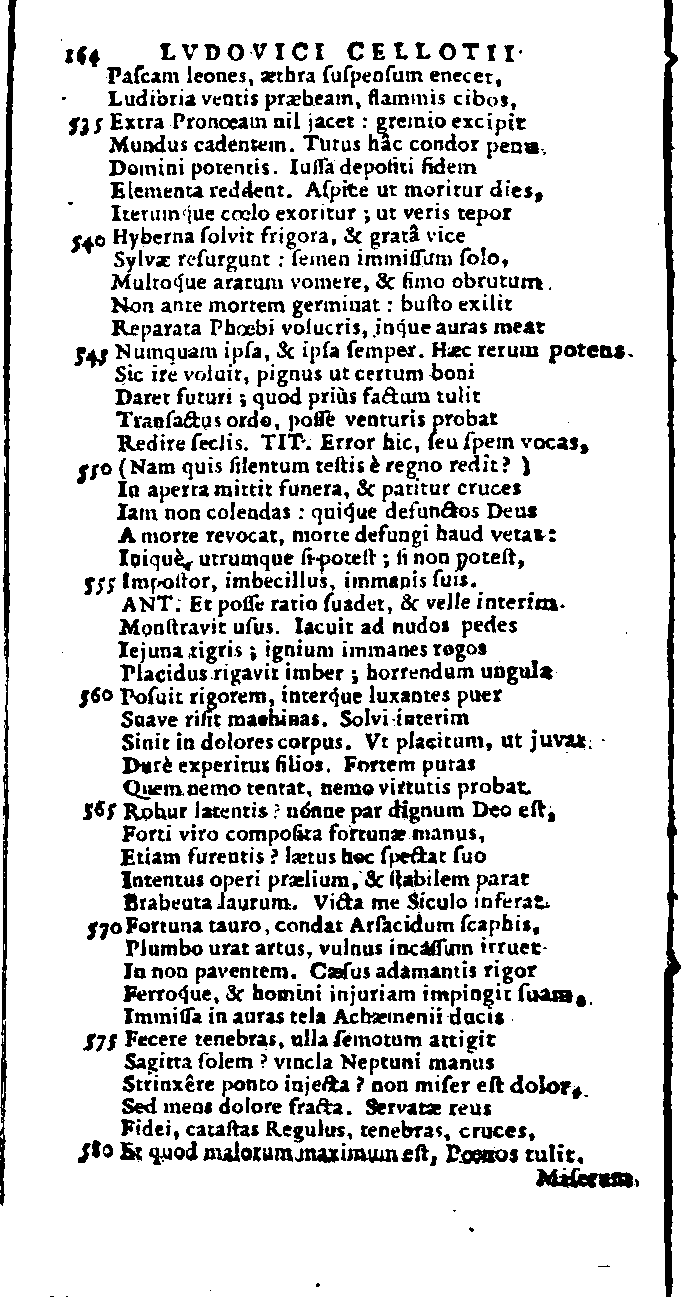 164 LVDOVICI CELLOTII
Paſcam leones, æthra ſuſpenſum enecet,
Ludibria ventis præbeam, flammis cibos,
535 Extra Pronœam nil jacet : gremio excipit
Mundus cadentem. Tutus hâc condor penu.
Domini potentis. Iuſſa depoſiti fidem
Elementa reddent. Aſpice ut moritur dies,
Iterumque cœlo exoritur ; ut veris tepor
540 Hyberna ſolvit frigora, & gratâ vice
Sylvæ reſurgunt : ſemen immiſſum ſolo,
Multoque aratum vomere, & fimo obrutum.
Non ante mortem germinat : buſto exilit
Reparata Phœbi volucris, inque auras meat
545 Numquam ipſa, & ipſa ſemper. Hæc rerum potens.
Sic ire voluit, pignus ut certum boni
Daret futuri ; quod priùs factum tulit
Tranſactus ordo, poſſe venturis probat
Redire ſeclis. TIT. Error hic, ſeu ſpem vocas,
550 (Nam quis ſilentum teſtis è regno redit? )
In aperta mittit funera, & patitur cruces
Iam non colendas : quique defunctos Deus
A morte revocat, morte defungi haud vetat:
Iniquè, utrumque ſi poteſt ; ſi non poteſt,
555 Impoſtor, imbecillus, immanis ſuis.
ANT. Et poſſe ratio ſuadet, & velle interim.
Monſtravit uſus. Iacuit ad nudos pedes
Iejuna tigris ; ignium immanes rogos
Placidus rigavit imber ; horrendum ungula
560 Poſuit rigorem, interque luxantes puer
Suave riſit machinas. Solvi interim
Sinit in dolores corpus. Vt placitum, ut juvat.
Durè experitur filios. Fortem putas
Quem nemo tentat, nemo virtutis probat.
565 Robur latentis ? nónne par dignum Deo eſt,
Forti viro compoſita fortunæ manus,
Etiam furentis ? lætus hoc ſpectat ſuo
Intentus operi prælium, & ſtabilem parat
Brabeuta laurum. Victa me Siculo inferat
570 Fortuna tauro, condat Arſacidum ſcaphis,
Plumbo urat artus, vulnus incáſſum irruet
In non paventem. Cæſus adamantis rigor
Ferroque, & homini injuriam impingit ſuam.
Immiſſa in auras tela Achæmenii ducis
575 Fecere tenebras, ulla ſemotum attigit
Sagitta ſolem ? vincla Neptuni manus
Strinxêre ponto injecta ? non miſer eſt dolor,
Sed mens dolore fracta. Servatæ reus
Fidei, cataſtas Regulus, tenebras, cruces,
580 Et quod malorum maximum eſt, Pœnos tulit.
Miſerum.